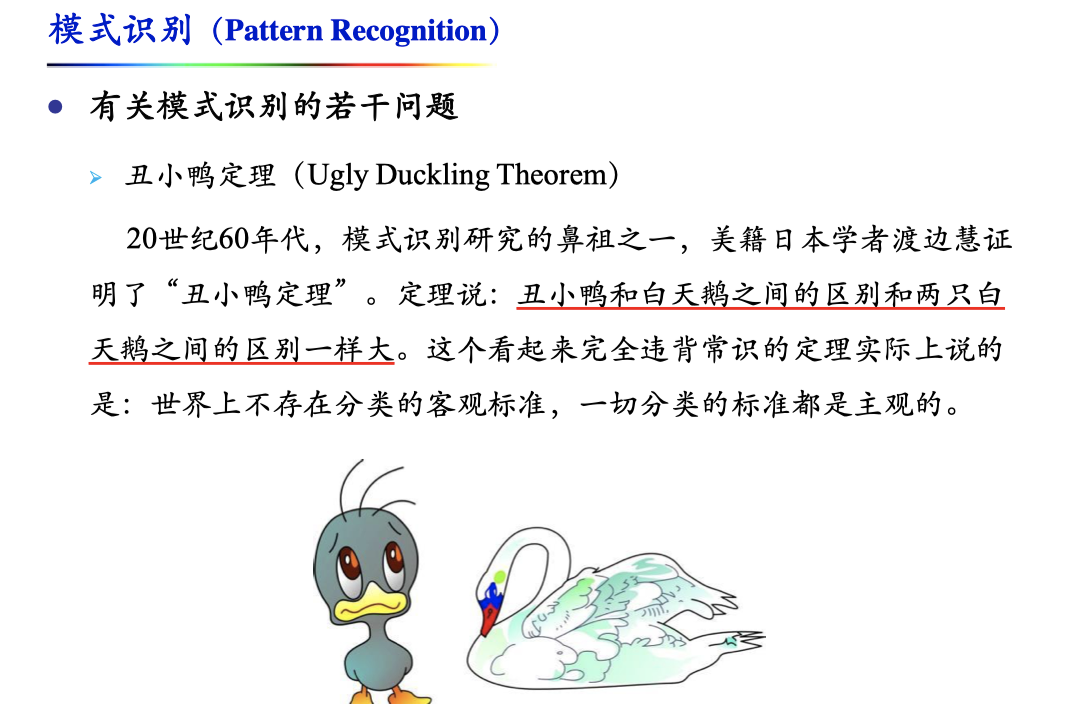 模式识别（Pattern Recognition）
有关模式识别的若干问题
丑小鸭定理（Ugly Duckling Theorem）
20世纪60年代，模式识别研究的鼻祖之一，美籍日本学者渡边慧证
明了“丑小鸭定理”。定理说：丑小鸭和白天鹅之间的区别和两只白
天鹅之间的区别一样大。这个看起来完全违背常识的定理实际上说的
是：世界上不存在分类的客观标准，一切分类的标准都是主观的。